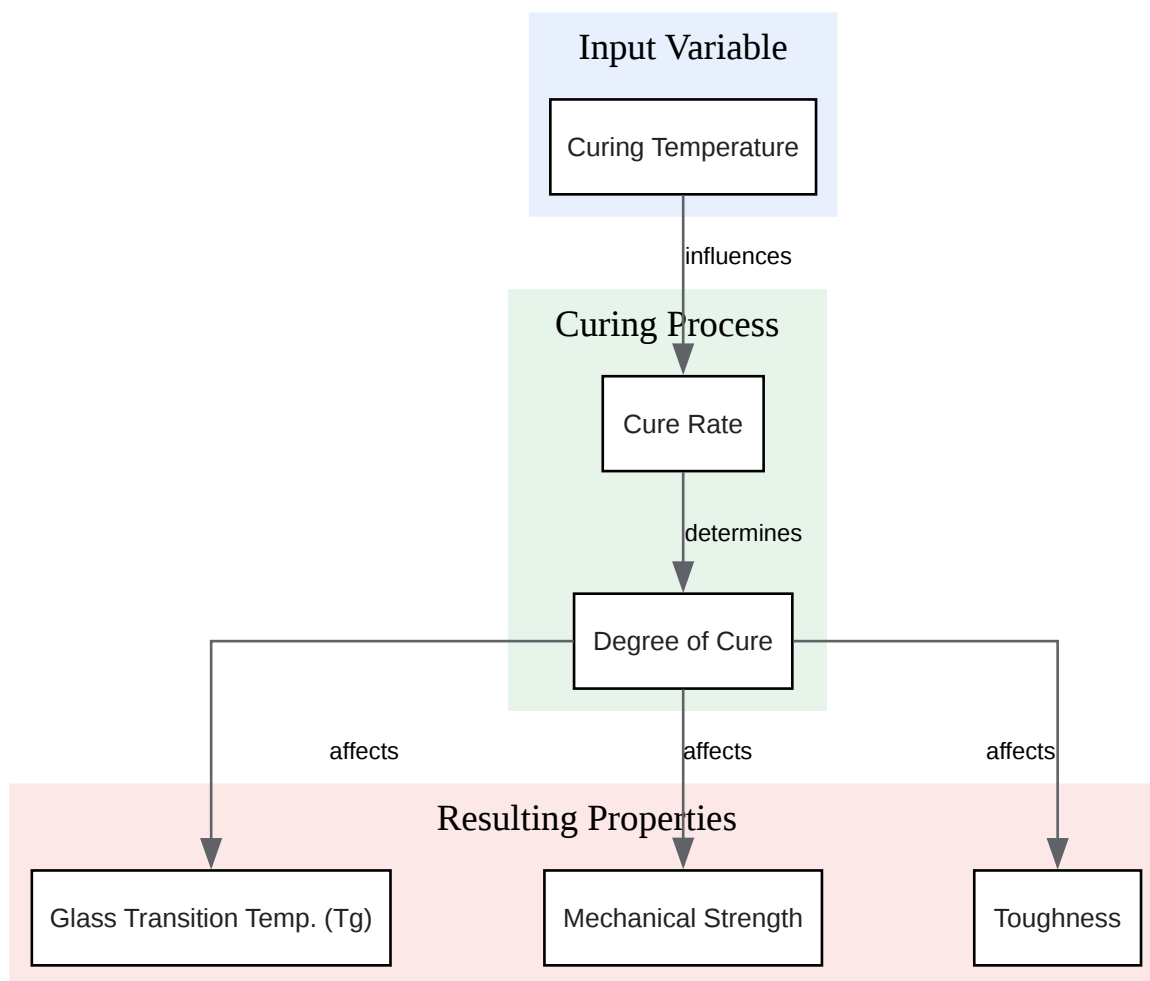 Input Variable
Curing Temperature
influences
Curing Process
Cure Rate
determines
Degree of Cure
affects
affects
affects
Resulting Properties
Glass Transition Temp. (Tg)
Mechanical Strength
Toughness